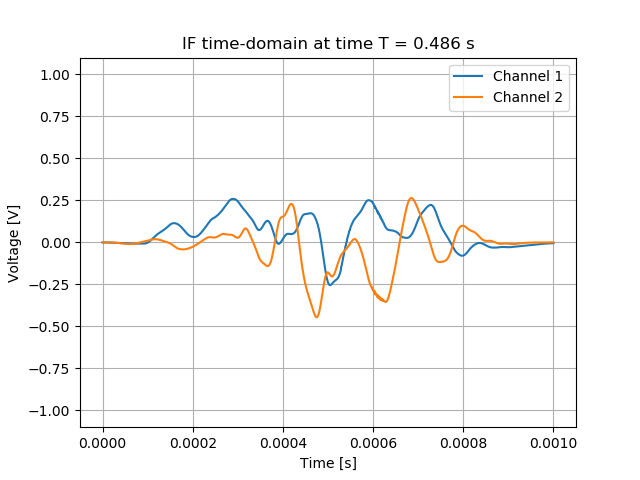 IF time-domain at time T = 0.486 s
Channel 1
Channel 2
Voltage [V]
1.00
0.75
0.50
0.25
0.00
−0.25
−0.50
−0.75
−1.00
0.0000 0.0002 0.0004 0.0006 0.0008 0.0010
Time [s]